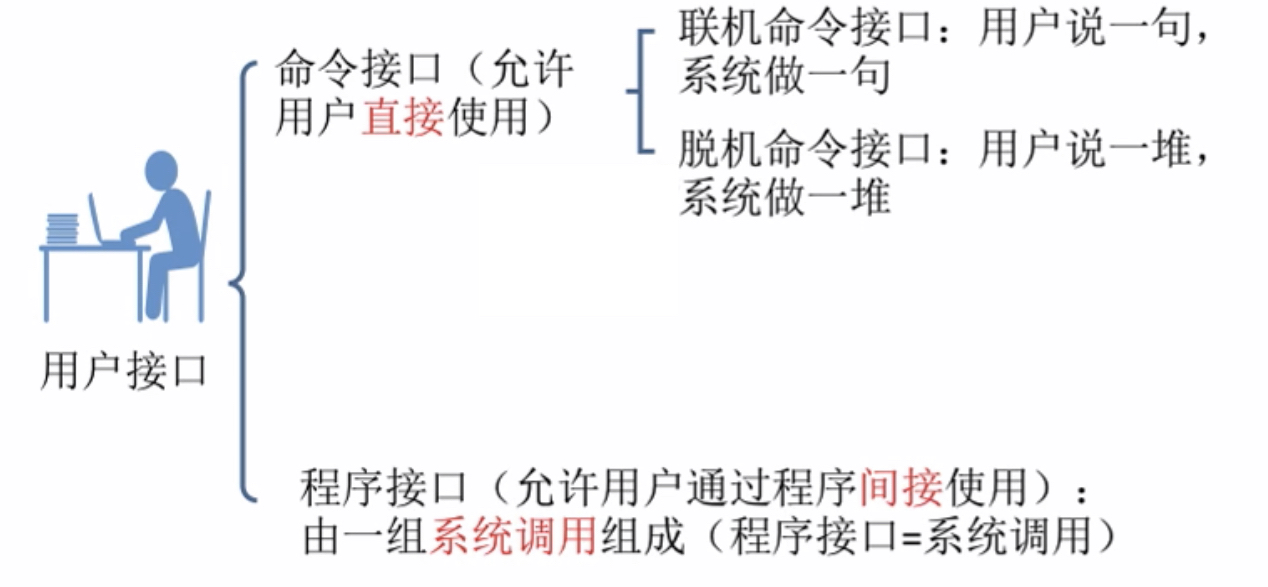 联机命令接口：用户说一句，
系统做一句
命令接口（允许
用户直接使用）
脱机命令接口：用户说一堆，
系统做一堆
用户接口
程序接口（允许用户通过程序间接使用）：
由一组系统调用组成（程序接口=系统调用）